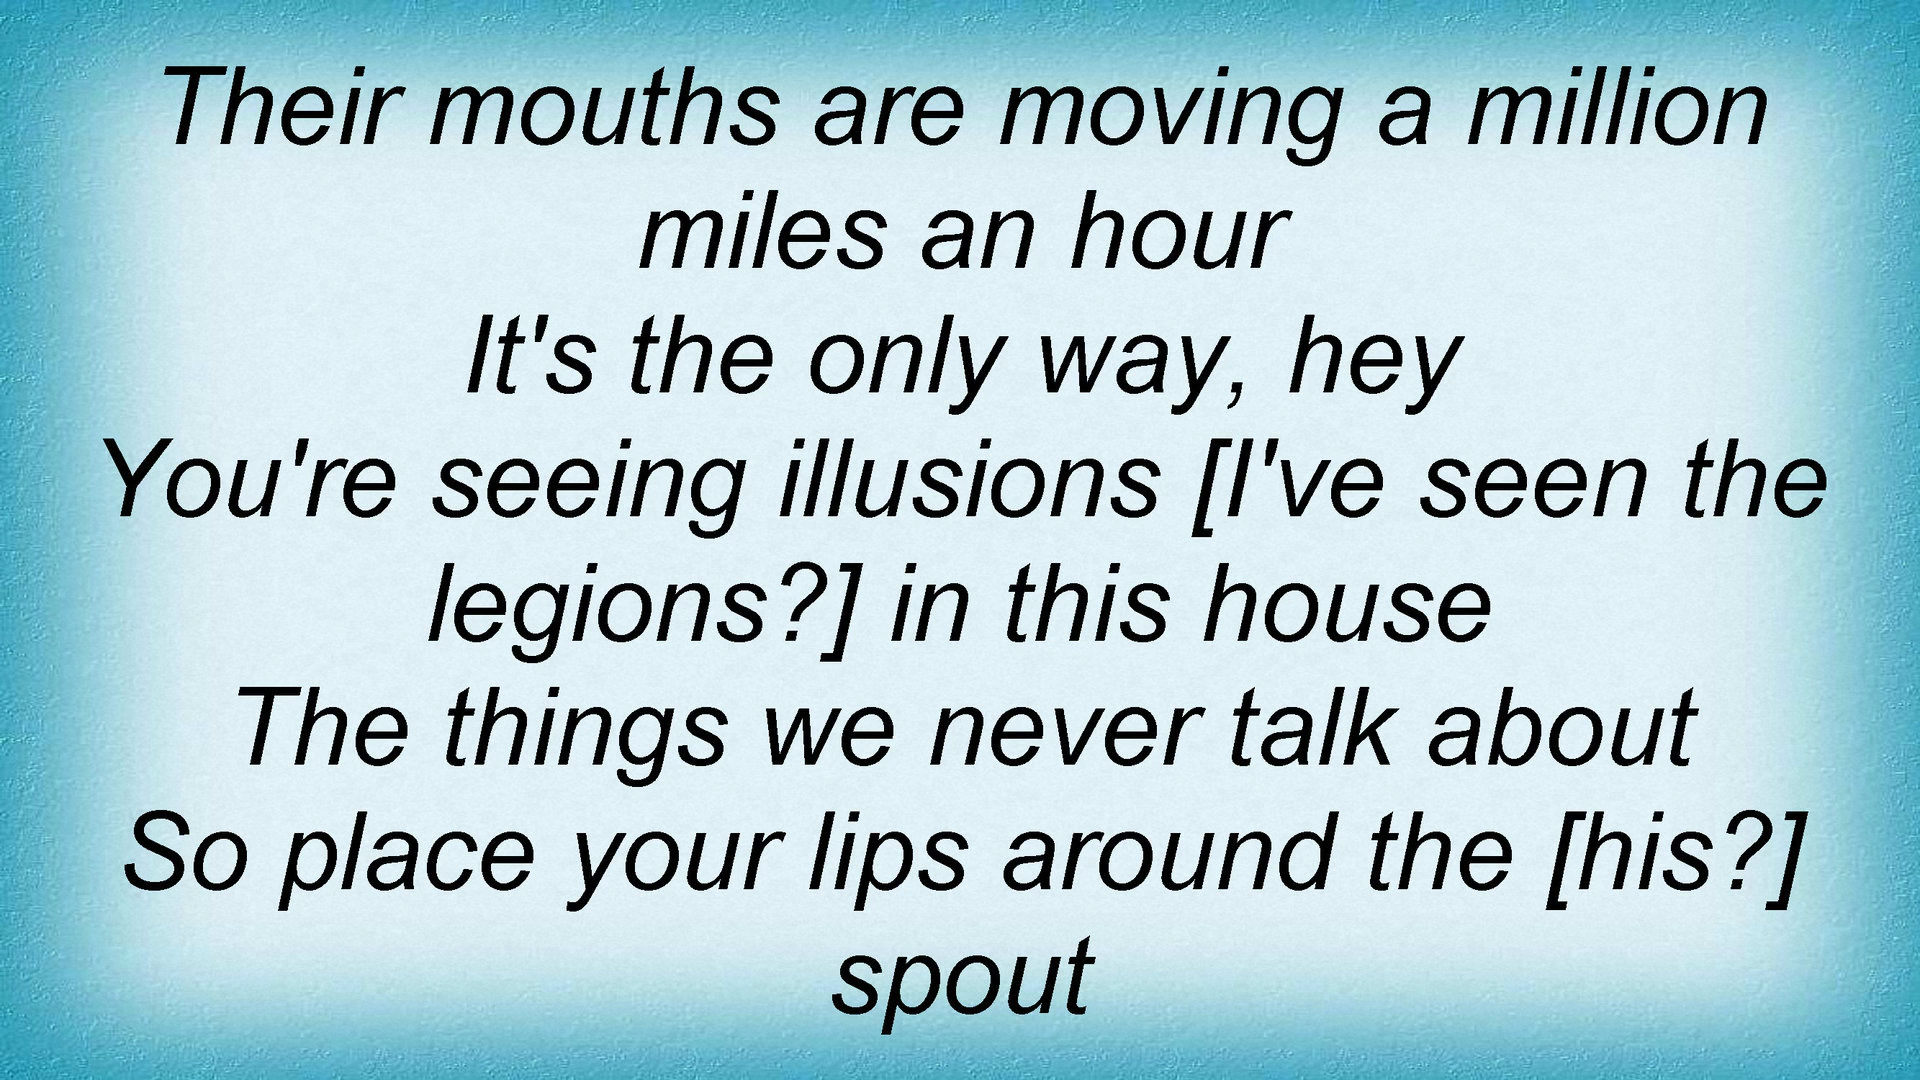 Their mouths are moving a million
miles an hour
It's the only way, hey
You're seeing illusions [I've seen the
legions?] in this house
The things we never talk about
So place your lips around the [his?]
spout